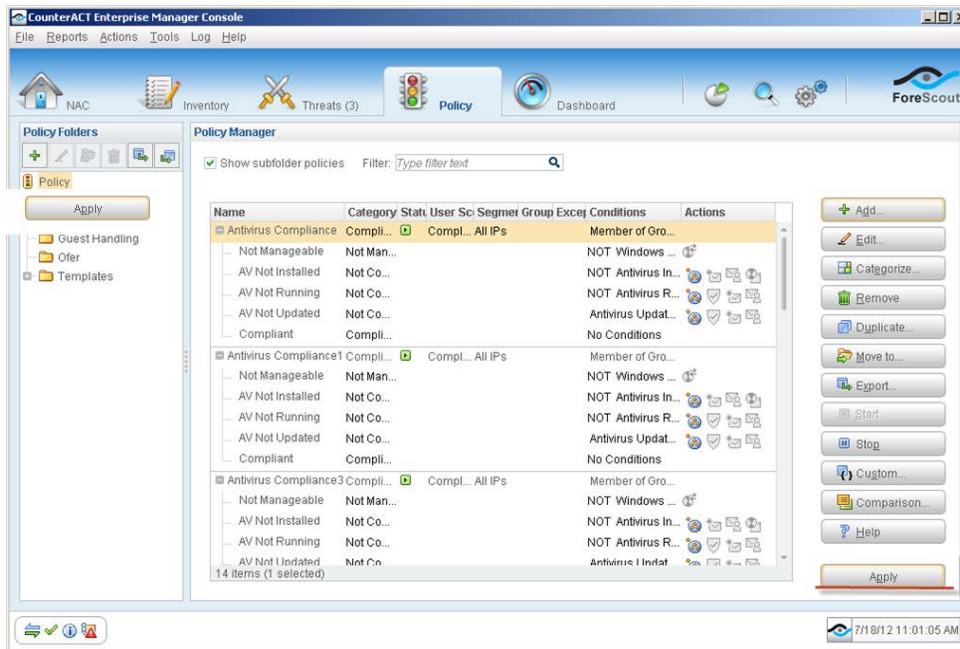 CounterACT Enterprise Manager Console
File Reports Actions Tools Log Help
NAC Inventory Threats (3) Policy Dashboard ForeScout
Policy Folders
Policy
Apply
Guest Handling
Ofer
Templates
Policy Manager
Show subfolder policies Filter: Type filter text
Name Category Statu User Sc Segmer Group Excep Conditions Actions
Antivirus Compliance Compli... Compl... All IPs Member of Gro...
Not Manageable Not Man... NOT Windows ...
AV Not Installed Not Co... NOT Antivirus In...
AV Not Running Not Co... NOT Antivirus R...
AV Not Updated Not Co... Antivirus Updat...
Compliant Compli... No Conditions
Antivirus Compliance1 Compli... Compl... All IPs Member of Gro...
Not Manageable Not Man... NOT Windows ...
AV Not Installed Not Co... NOT Antivirus In...
AV Not Running Not Co... NOT Antivirus R...
AV Not Updated Not Co... Antivirus Updat...
Compliant Compli... No Conditions
Antivirus Compliance3 Compli... Compl... All IPs Member of Gro...
Not Manageable Not Man... NOT Windows ...
AV Not Installed Not Co... NOT Antivirus In...
AV Not Running Not Co... NOT Antivirus R...
AV Not Updated Not Co... Antivirus Updat...
14 items (1 selected)
Add...
Edit...
Categorize...
Remove
Duplicate...
Move to...
Export...
Start
Stop
Custom...
Comparison...
Help
Apply
7/18/12 11:01:05 AM